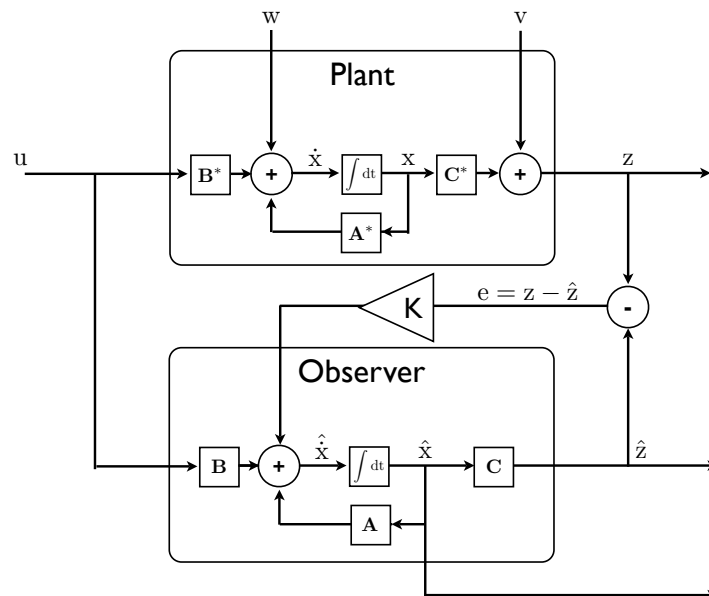 w
v
Plant
u
B*
+
ẋ
∫ dt
x
C*
+
z
A*
K
e = z − ẑ
-
Observer
B
+
ẋ̂
∫ dt
x̂
C
ẑ
A